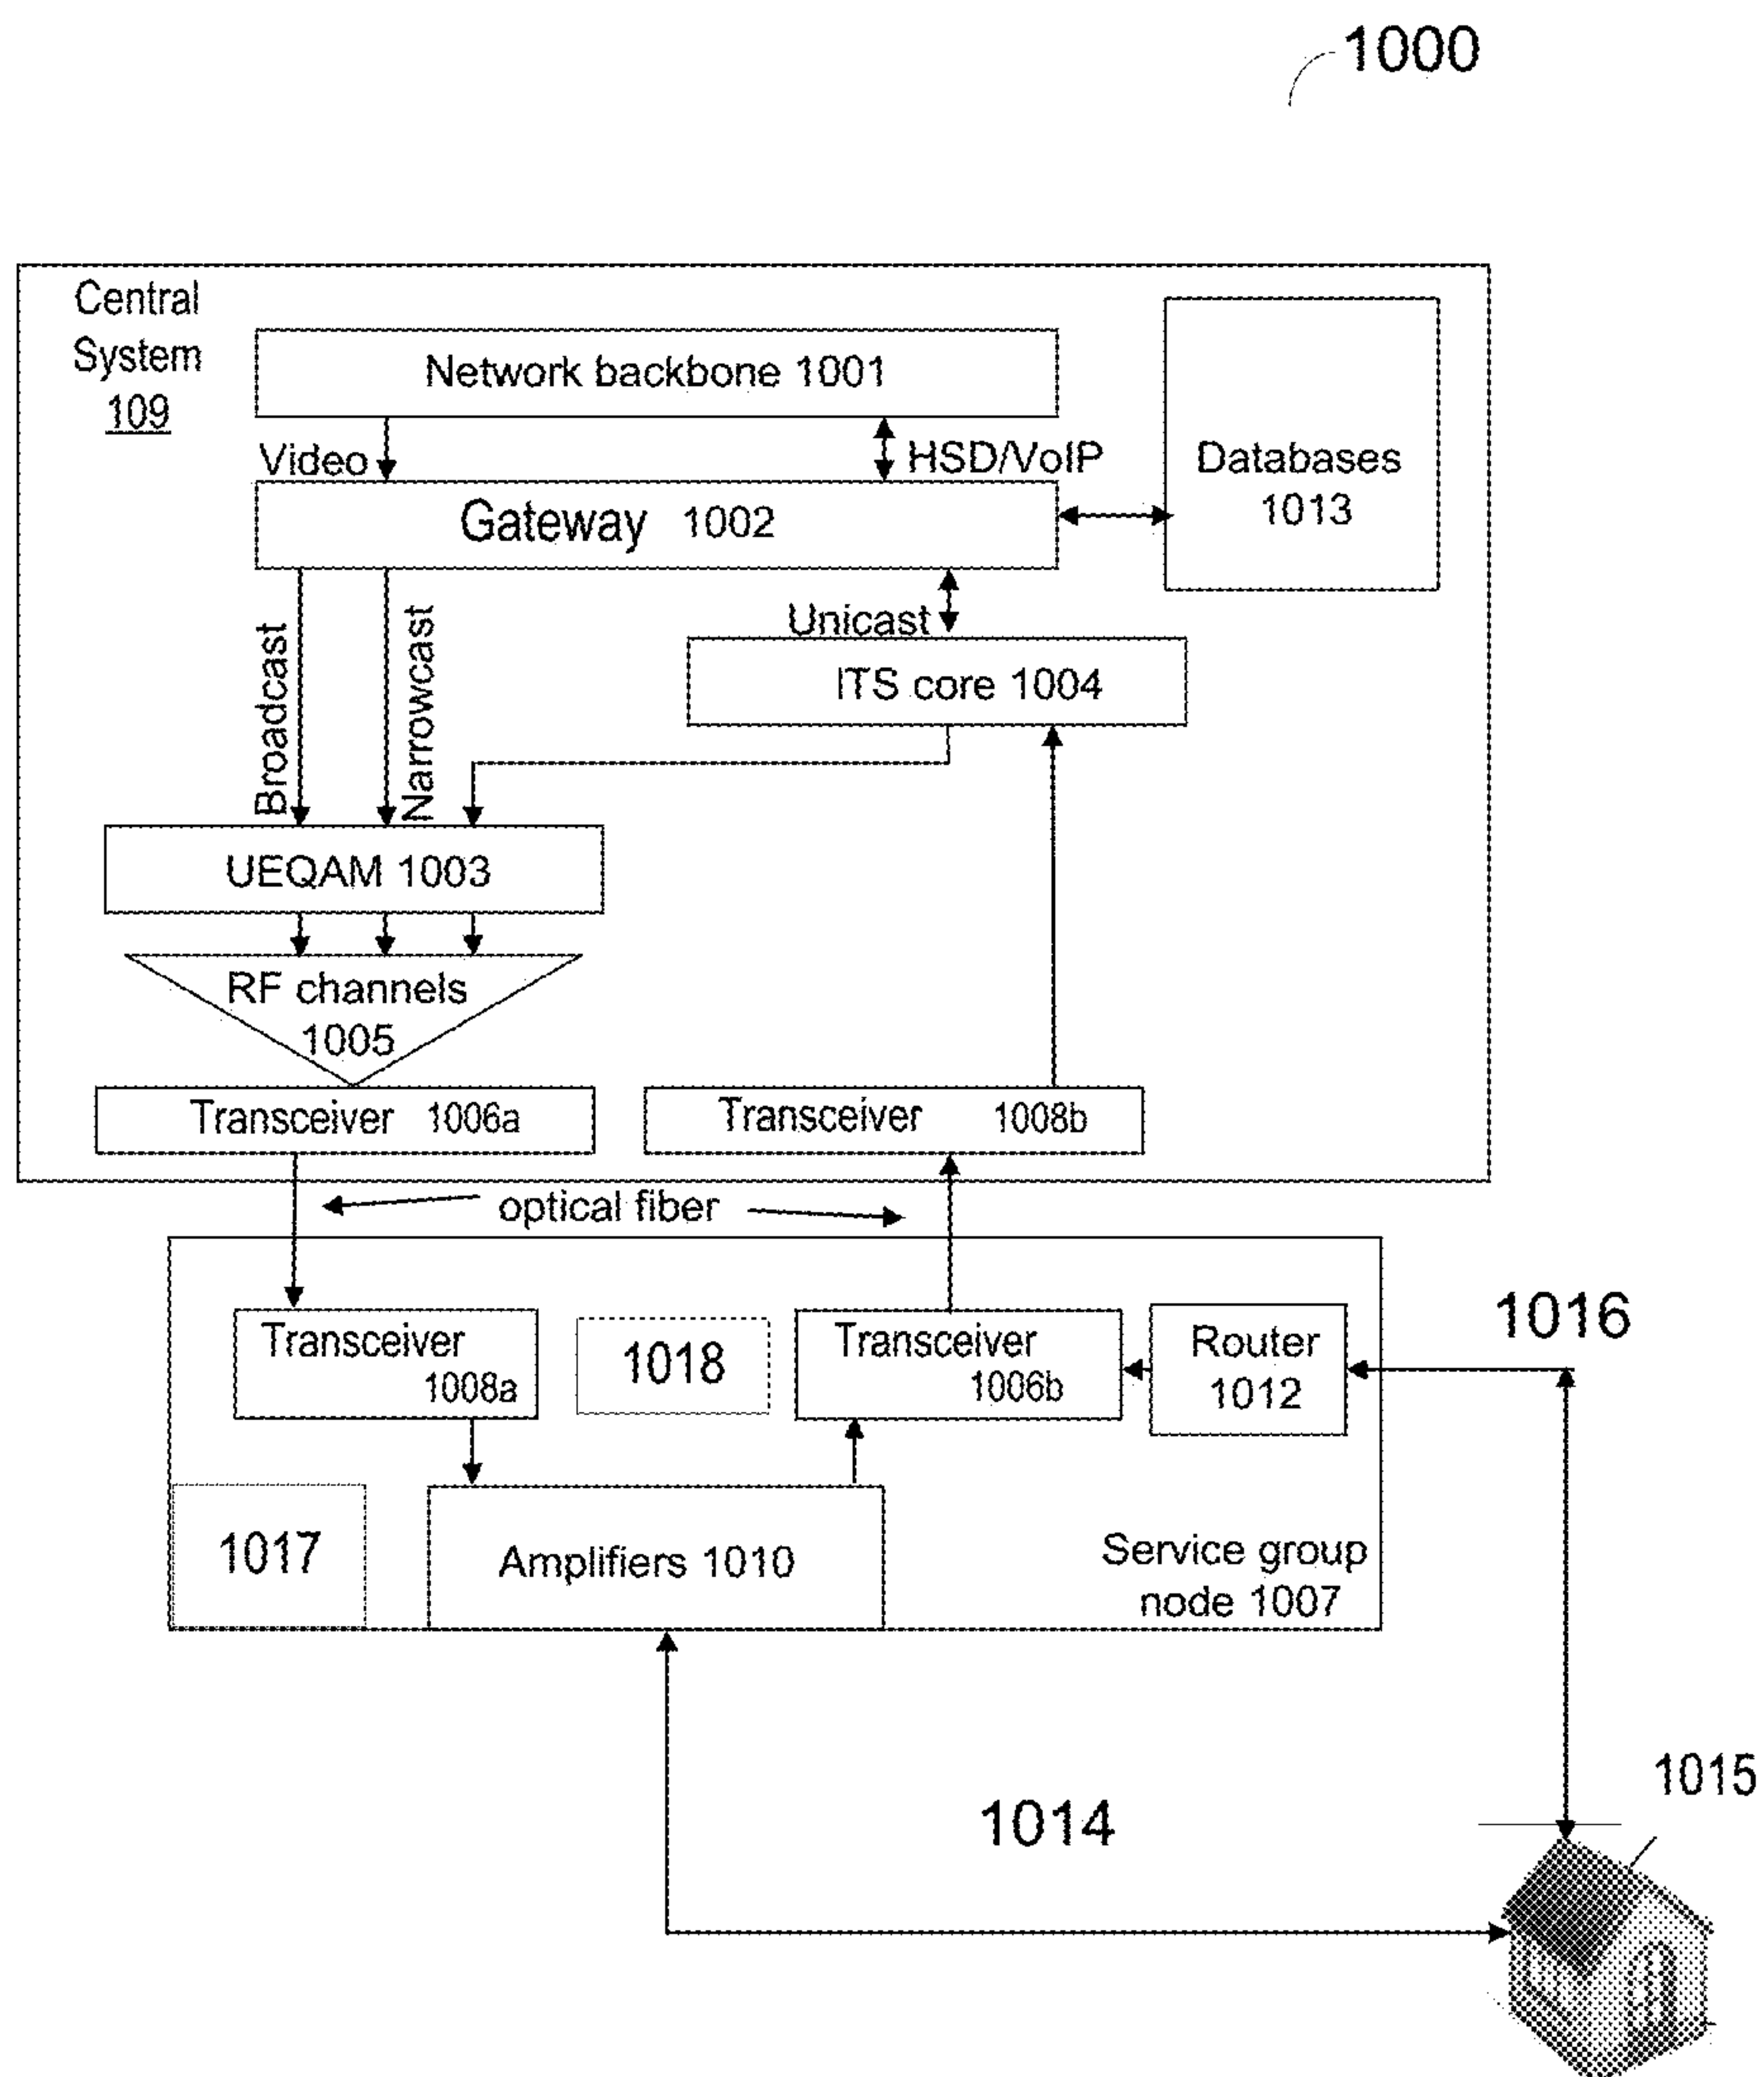 1000
Central
System
109
Network backbone 1001
Video
HSD/VoIP
Databases
1013
Gateway 1002
Broadcast
Narrowcast
Unicast
ITS core 1004
UEQAM 1003
RF channels
1005
Transceiver 1006a
Transceiver 1008b
optical fiber
Transceiver
1008a
1018
Transceiver
1006b
Router
1012
1016
1017
Amplifiers 1010
Service group
node 1007
1014
1015